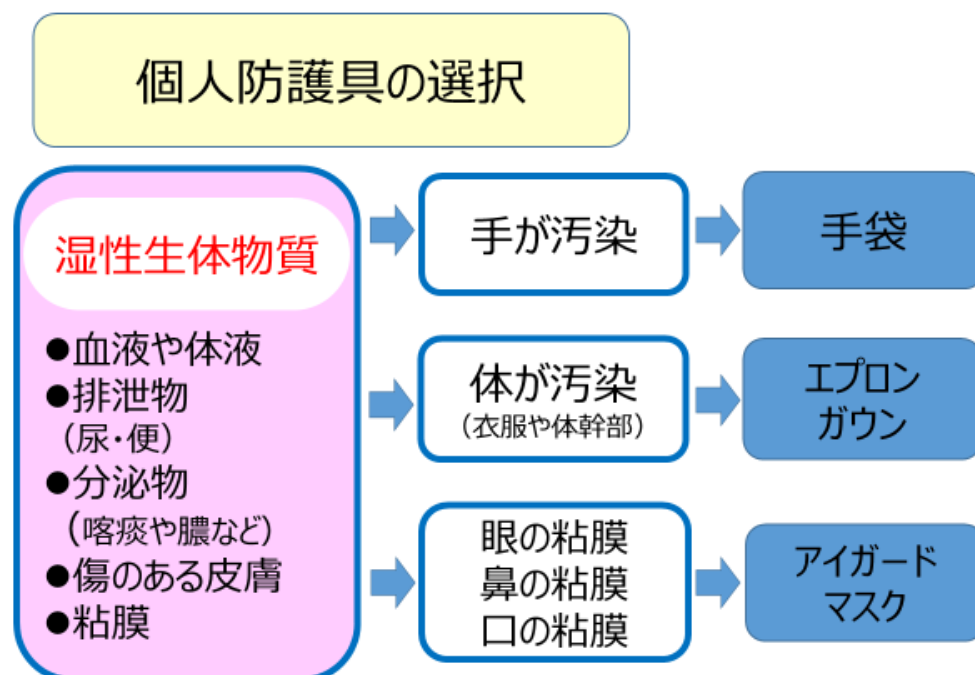 個人防護具の選択
湿性生体物質
●血液や体液
●排泄物
（尿・便）
●分泌物
（喀痰や膿など）
●傷のある皮膚
●粘膜
手が汚染
手袋
体が汚染
（衣服や体幹部）
エプロン
ガウン
眼の粘膜
鼻の粘膜
口の粘膜
アイガード
マスク